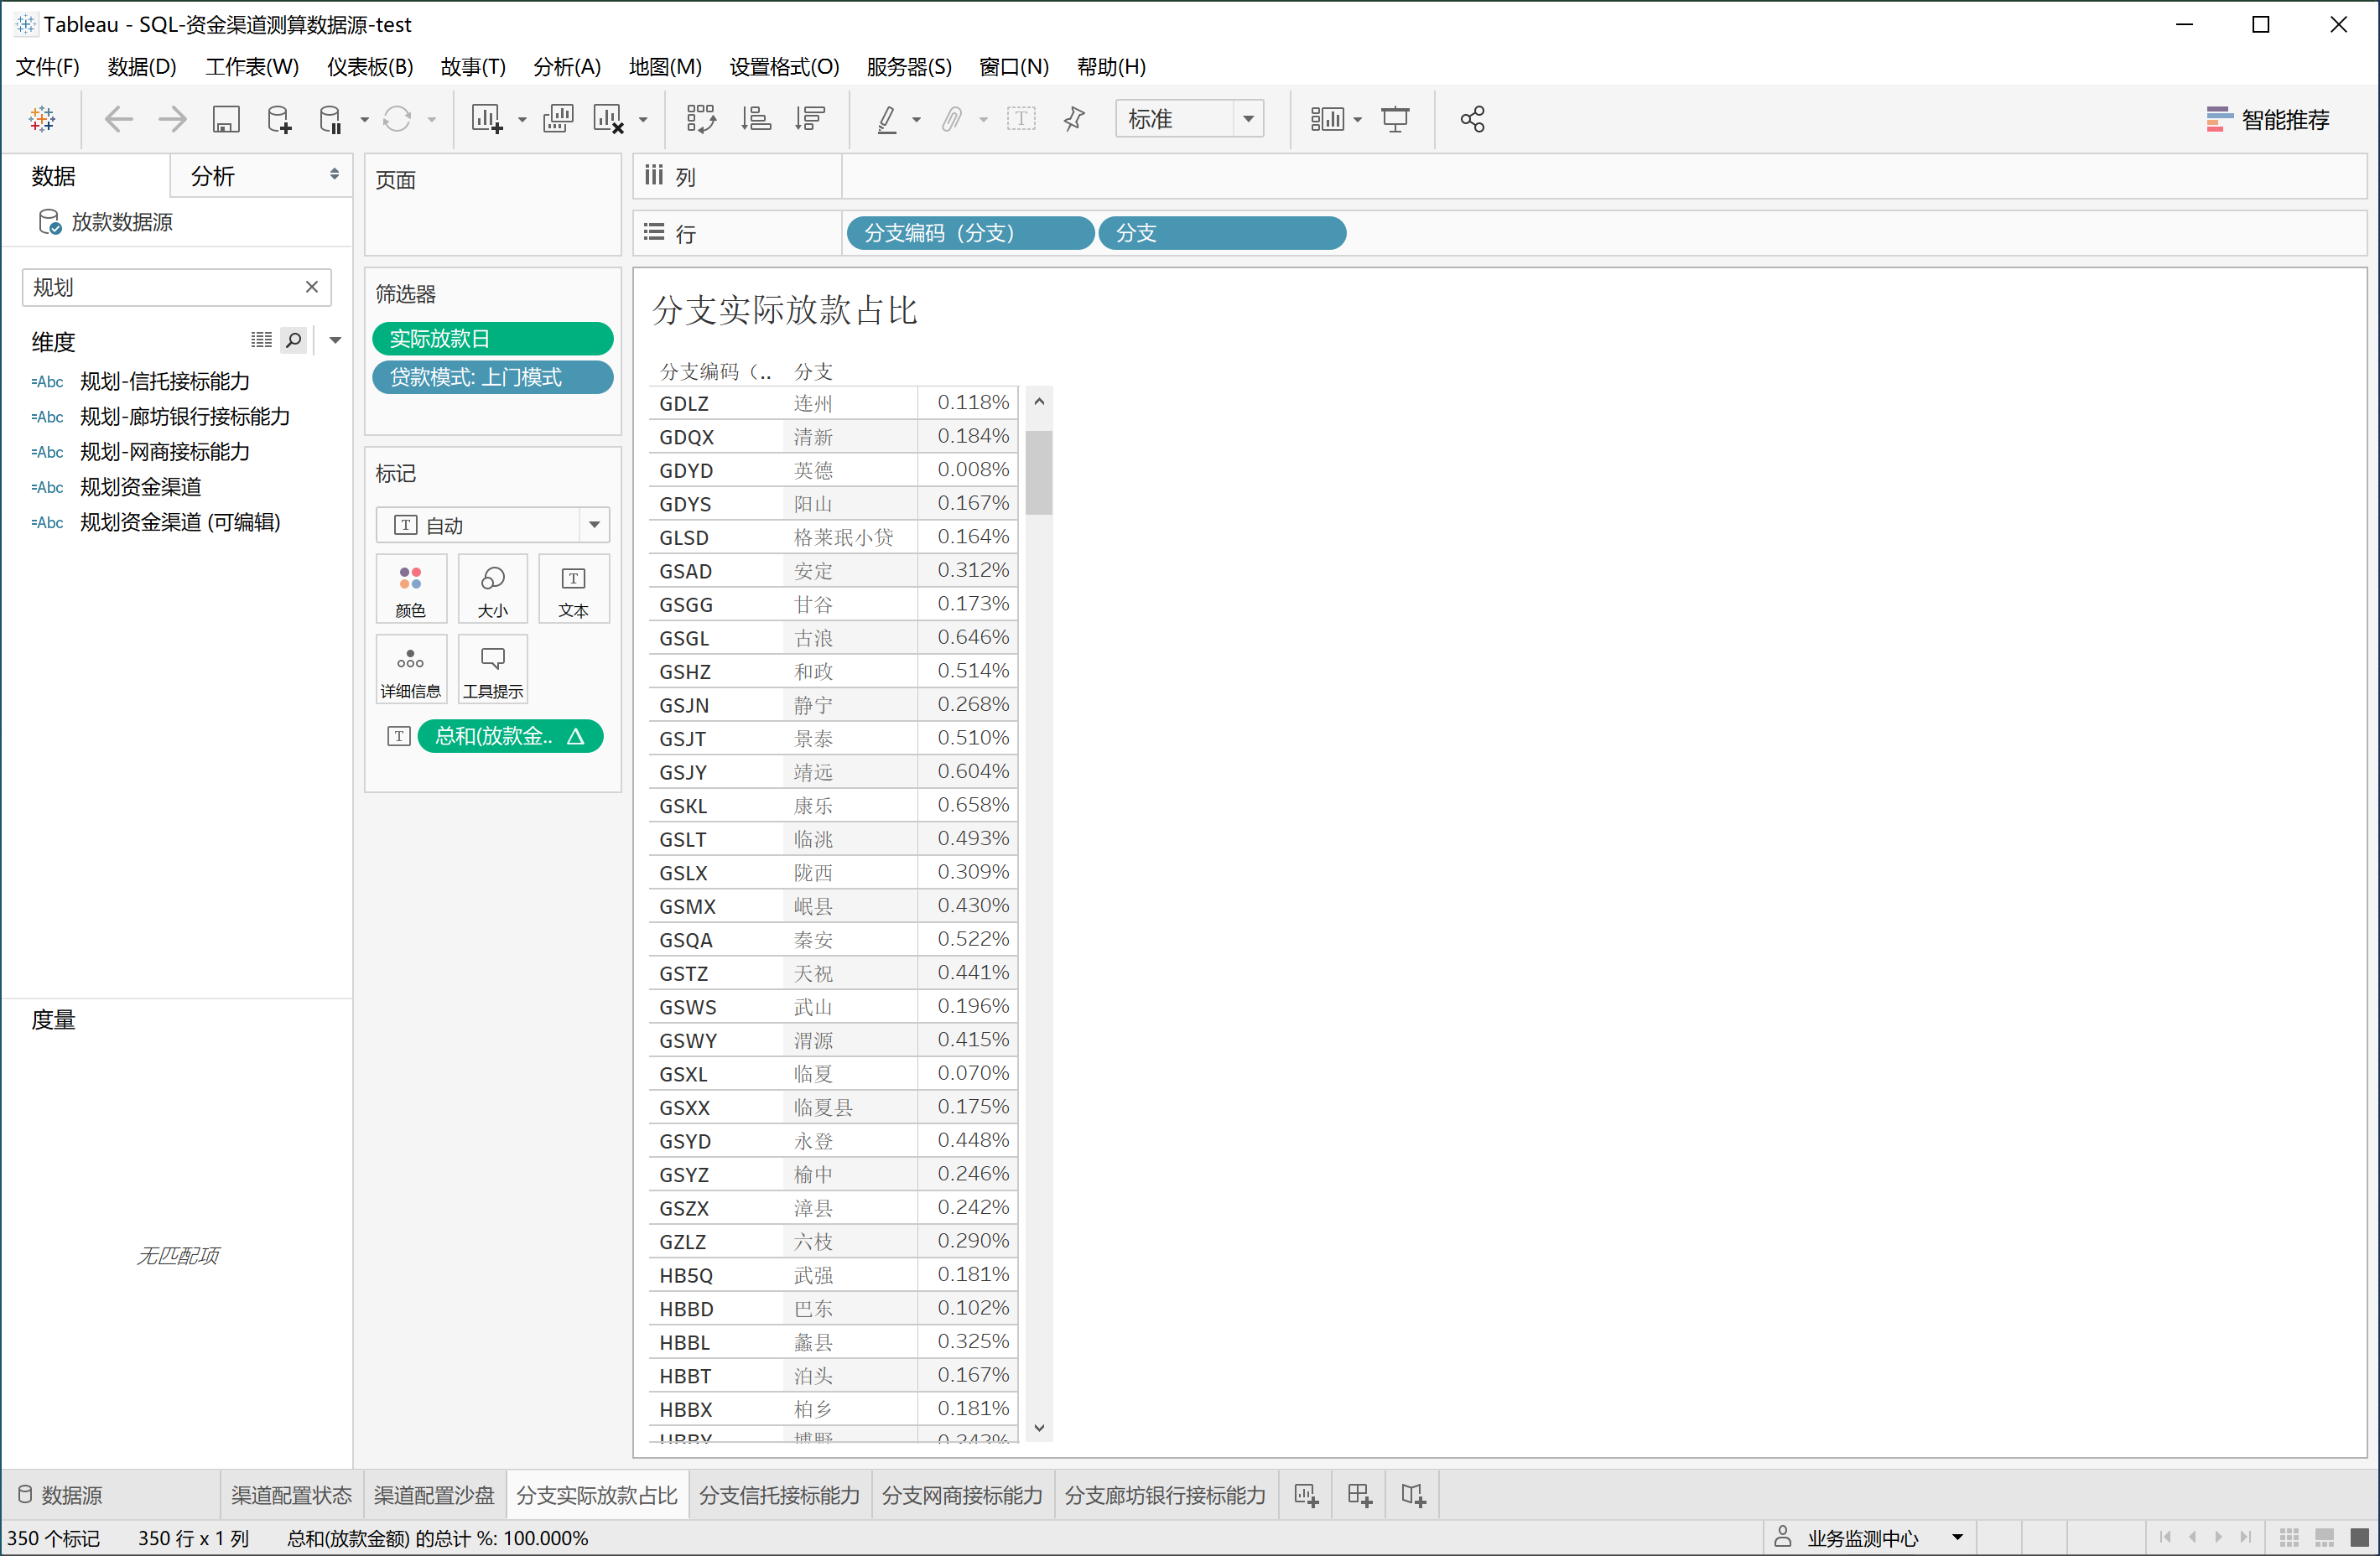 Tableau - SQL-资金渠道测算数据源-test
文件(F) 数据(D) 工作表(W) 仪表板(B) 故事(T) 分析(A) 地图(M) 设置格式(O) 服务器(S) 窗口(N) 帮助(H)
标准
智能推荐
数据 分析
放款数据源
规划
维度
=Abc 规划-信托接标能力
=Abc 规划-廊坊银行接标能力
=Abc 规划-网商接标能力
=Abc 规划资金渠道
=Abc 规划资金渠道 (可编辑)
度量
无匹配项
页面
筛选器
实际放款日
贷款模式: 上门模式
标记
自动
颜色 大小 文本
详细信息 工具提示
总和(放款金.. Δ
列
行 分支编码（分支） 分支
分支实际放款占比
分支编码（.. 分支
GDLZ 连州 0.118%
GDQX 清新 0.184%
GDYD 英德 0.008%
GDYS 阳山 0.167%
GLSD 格莱珉小贷 0.164%
GSAD 安定 0.312%
GSGG 甘谷 0.173%
GSGL 古浪 0.646%
GSHZ 和政 0.514%
GSJN 静宁 0.268%
GSJT 景泰 0.510%
GSJY 靖远 0.604%
GSKL 康乐 0.658%
GSLT 临洮 0.493%
GSLX 陇西 0.309%
GSMX 岷县 0.430%
GSQA 秦安 0.522%
GSTZ 天祝 0.441%
GSWS 武山 0.196%
GSWY 渭源 0.415%
GSXL 临夏 0.070%
GSXX 临夏县 0.175%
GSYD 永登 0.448%
GSYZ 榆中 0.246%
GSZX 漳县 0.242%
GZLZ 六枝 0.290%
HB5Q 武强 0.181%
HBBD 巴东 0.102%
HBBL 蠡县 0.325%
HBBT 泊头 0.167%
HBBX 柏乡 0.181%
HBBY 博野 0.243%
数据源 渠道配置状态 渠道配置沙盘 分支实际放款占比 分支信托接标能力 分支网商接标能力 分支廊坊银行接标能力
350 个标记 350 行 x 1 列 总和(放款金额) 的总计 %: 100.000% 业务监测中心